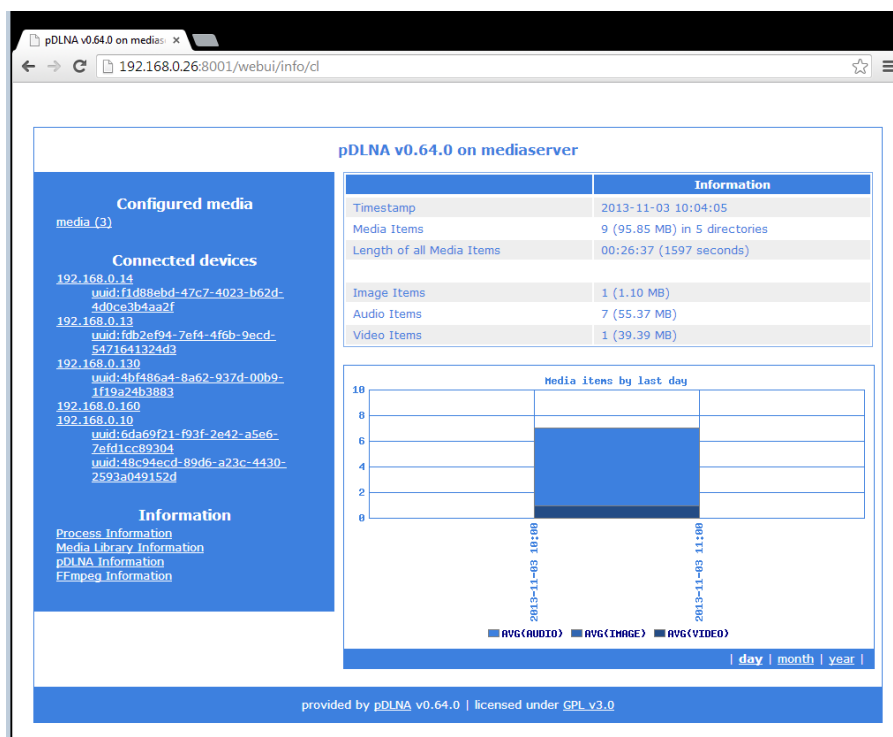 pDLNA v0.64.0 on medias
192.168.0.26:8001/webui/info/cl
pDLNA v0.64.0 on mediaserver
Configured media
media (3)
Connected devices
192.168.0.14
uuid:f1d88ebd-47c7-4023-b62d-
4d0ce3b4aa2f
192.168.0.13
uuid:fdb2ef94-7ef4-4f6b-9ecd-
5471641324d3
192.168.0.130
uuid:4bf486a4-8a62-937d-00b9-
1f19a24b3883
192.168.0.160
192.168.0.10
uuid:6da69f21-f93f-2e42-a5e6-
7efd1cc89304
uuid:48c94ecd-89d6-a23c-4430-
2593a049152d
Information
Process Information
Media Library Information
pDLNA Information
FFmpeg Information
Information
Timestamp 2013-11-03 10:04:05
Media Items 9 (95.85 MB) in 5 directories
Length of all Media Items 00:26:37 (1597 seconds)
Image Items 1 (1.10 MB)
Audio Items 7 (55.37 MB)
Video Items 1 (39.39 MB)
Media items by last day
10
8
6
4
2
0
2013-11-03 10:00
2013-11-03 11:00
AVG(AUDIO) AVG(IMAGE) AVG(VIDEO)
| day | month | year |
provided by pDLNA v0.64.0 | licensed under GPL v3.0